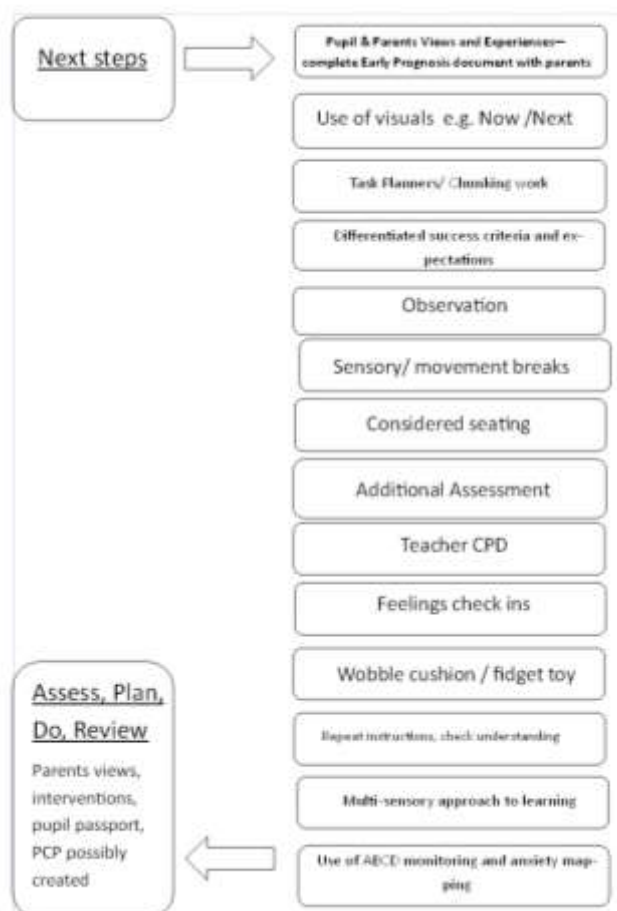 Next steps
Pupil & Parents Views and Experiences—
complete Early Prognosis document with parents
Use of visuals e.g. Now /Next
Task Planners/ Chunking work
Differentiated success criteria and ex-
pectations
Observation
Sensory/ movement breaks
Considered seating
Additional Assessment
Teacher CPD
Feelings check ins
Wobble cushion / fidget toy
Repeat instructions, check understanding
Multi-sensory approach to learning
Use of ABCD monitoring and anxiety map-
ping
Assess, Plan,
Do, Review
Parents views,
interventions,
pupil passport,
PCP possibly
created